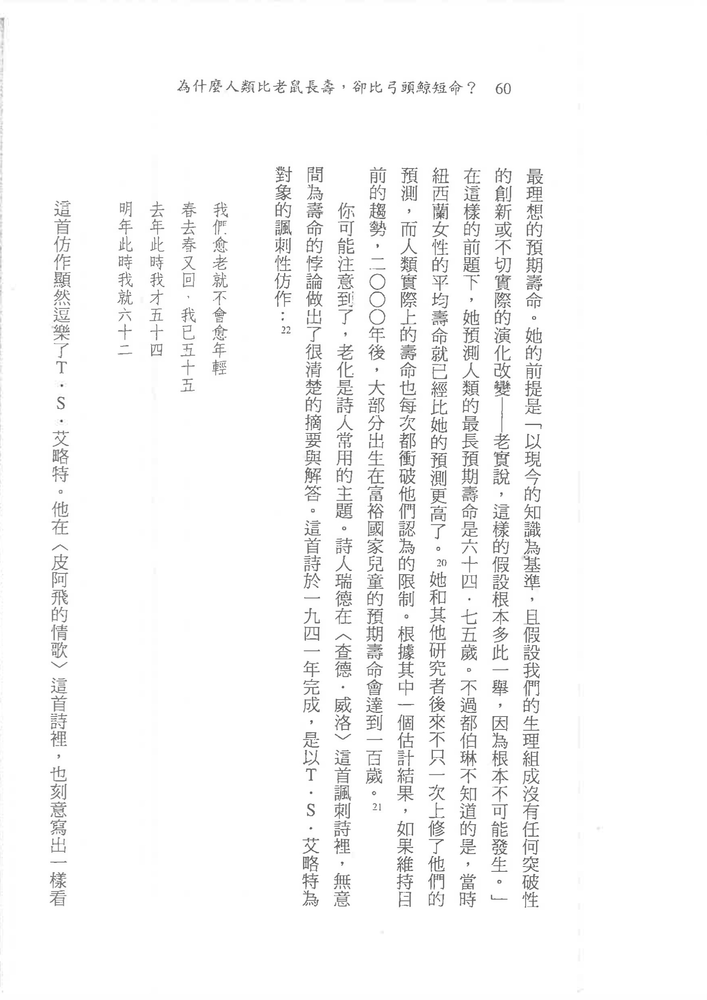 為什麼人類比老鼠長壽，卻比弓頭鯨短命？ 60
最理想的預期壽命。她的前提是「以現今的知識為基準，且假設我們的生理組成沒有任何突破性
的創新或不切實際的演化改變——老實說，這樣的假設根本多此一舉，因為根本不可能發生。」
在這樣的前題下，她預測人類的最長預期壽命是六十四．七五歲。不過都伯琳不知道的是，當時
紐西蘭女性的平均壽命就已經比她的預測更高了。20她和其他研究者後來不只一次上修了他們的
預測，而人類實際上的壽命也每次都衝破他們認為的限制。根據其中一個估計結果，如果維持目
前的趨勢，二〇〇〇年後，大部分出生在富裕國家兒童的預期壽命會達到一百歲。21
你可能注意到了，老化是詩人常用的主題。詩人瑞德在〈查德．威洛〉這首諷刺詩裡，無意
間為壽命的悖論做出了很清楚的摘要與解答。這首詩於一九四一年完成，是以T．S．艾略特為
對象的諷刺性仿作：22
我們愈老就不會愈年輕
春去春又回，我已五十五
去年此時我才五十四
明年此時我就六十二
這首仿作顯然逗樂了T．S．艾略特。他在〈皮阿飛的情歌〉這首詩裡，也刻意寫出一樣看